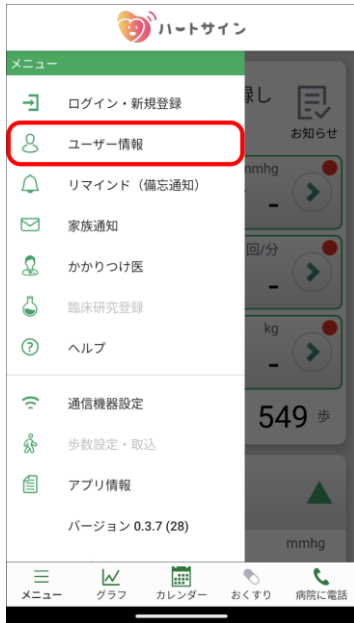 ハートサイン
メニュー
ログイン・新規登録
ユーザー情報
リマインド（備忘通知）
家族通知
かかりつけ医
臨床研究登録
ヘルプ
通信機器設定
歩数設定・取込
アプリ情報
バージョン 0.3.7 (28)
録し
お知らせ
mmhg
-
回/分
-
kg
-
549 歩
mmhg
メニュー
グラフ
カレンダー
おくすり
病院に電話